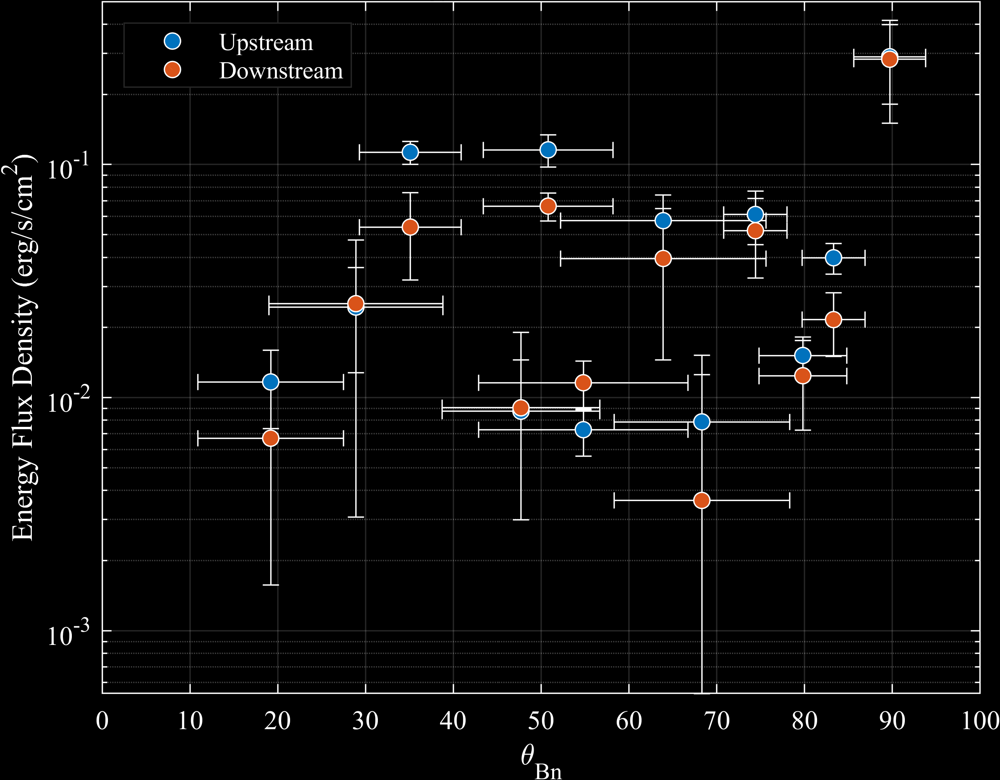 Upstream
Downstream
Energy Flux Density (erg/s/cm²)
10⁻¹
10⁻²
10⁻³
0 10 20 30 40 50 60 70 80 90 100
θ_Bn